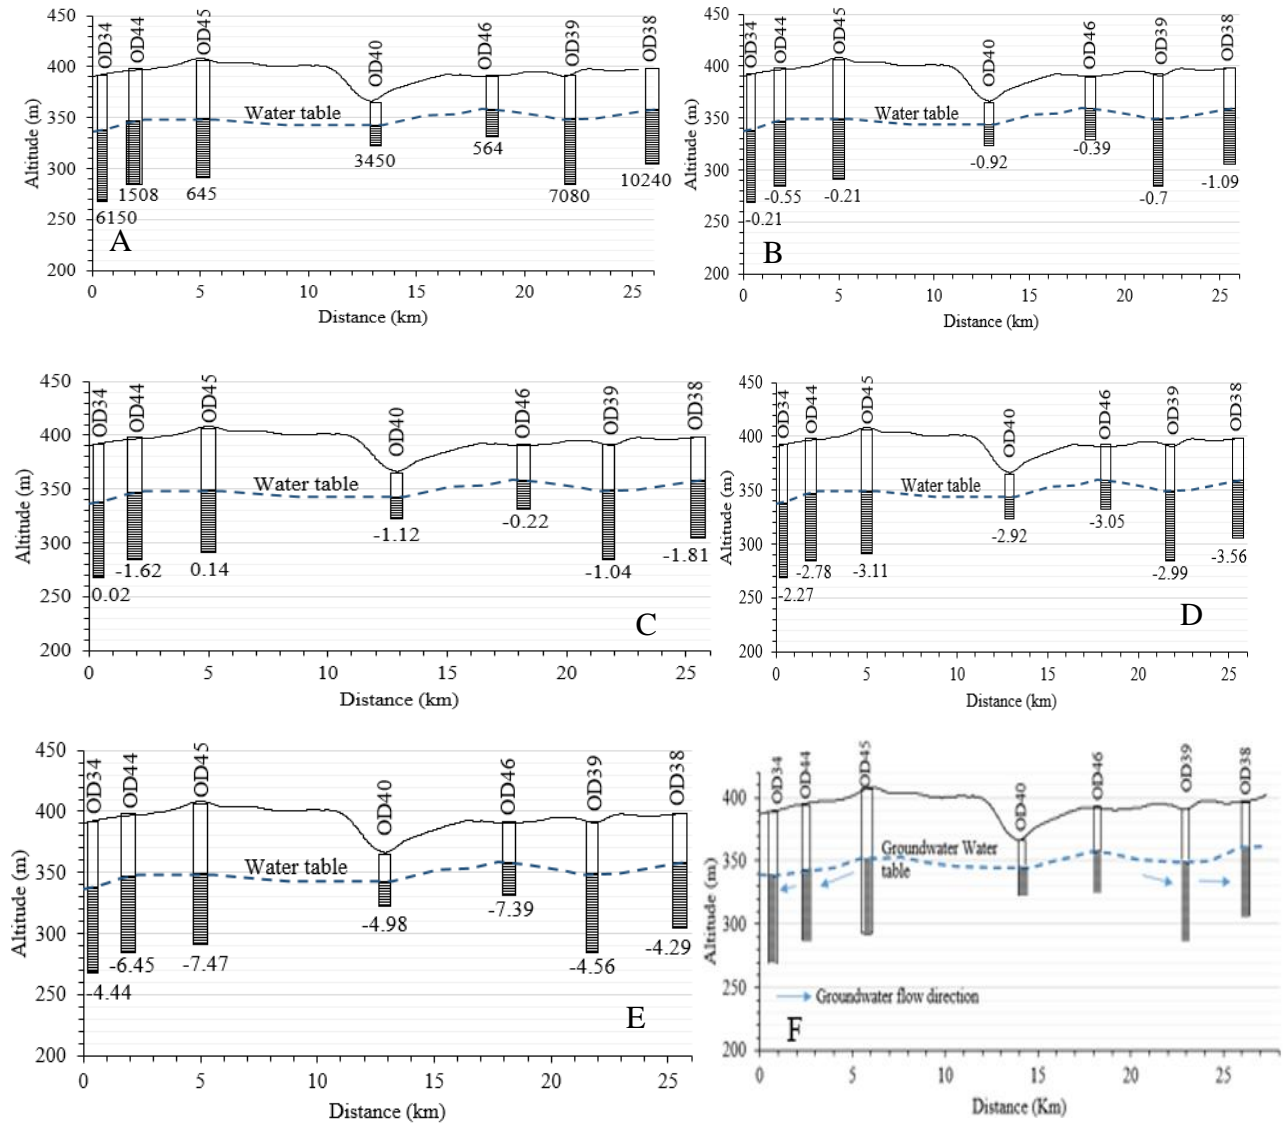 450
400
350
300
250
200
Altitude (m)
OD34
OD44
OD45
OD40
OD46
OD39
OD38
Water table
6150
1508
645
3450
564
7080
10240
A
0 5 10 15 20 25
Distance (km)
450
400
350
300
250
200
Altitude (m)
OD34
OD44
OD45
OD40
OD46
OD39
OD38
Water table
-0.21
-0.55
-0.21
-0.92
-0.39
-0.7
-1.09
B
0 5 10 15 20 25
Distance (km)
450
400
350
300
250
200
Altitude (m)
OD34
OD44
OD45
OD40
OD46
OD39
OD38
Water table
0.02
-1.62
0.14
-1.12
-0.22
-1.04
-1.81
C
0 5 10 15 20 25
Distance (km)
450
400
350
300
250
200
Altitude (m)
OD34
OD44
OD45
OD40
OD46
OD39
OD38
Water table
-2.27
-2.78
-3.11
-2.92
-3.05
-2.99
-3.56
D
0 5 10 15 20 25
Distance (km)
450
400
350
300
250
200
Altitude (m)
OD34
OD44
OD45
OD40
OD46
OD39
OD38
Water table
-4.44
-6.45
-7.47
-4.98
-7.39
-4.56
-4.29
E
0 5 10 15 20 25
Distance (km)
400
350
300
250
200
Altitude (m)
OD34
OD44
OD45
OD40
OD46
OD39
OD38
Groundwater Water
table
Groundwater flow direction
F
0 5 10 15 20 25
Distance (Km)